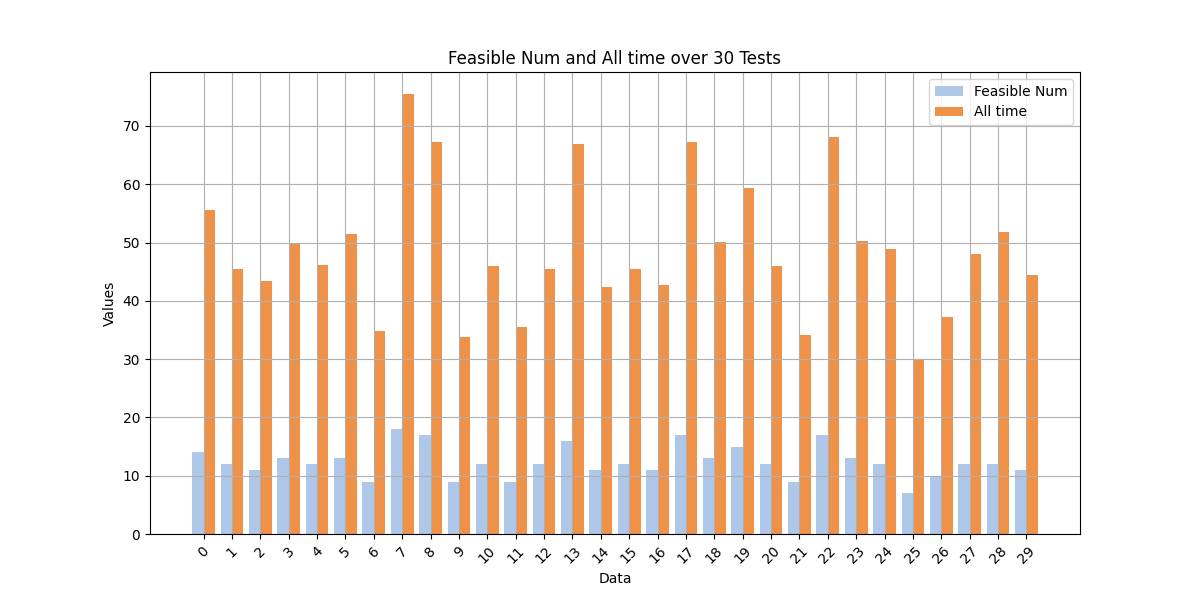 Feasible Num and All time over 30 Tests
Feasible Num
All time
70
60
50
40
30
20
10
0
Values
0 1 2 3 4 5 6 7 8 9 10 11 12 13 14 15 16 17 18 19 20 21 22 23 24 25 26 27 28 29
Data